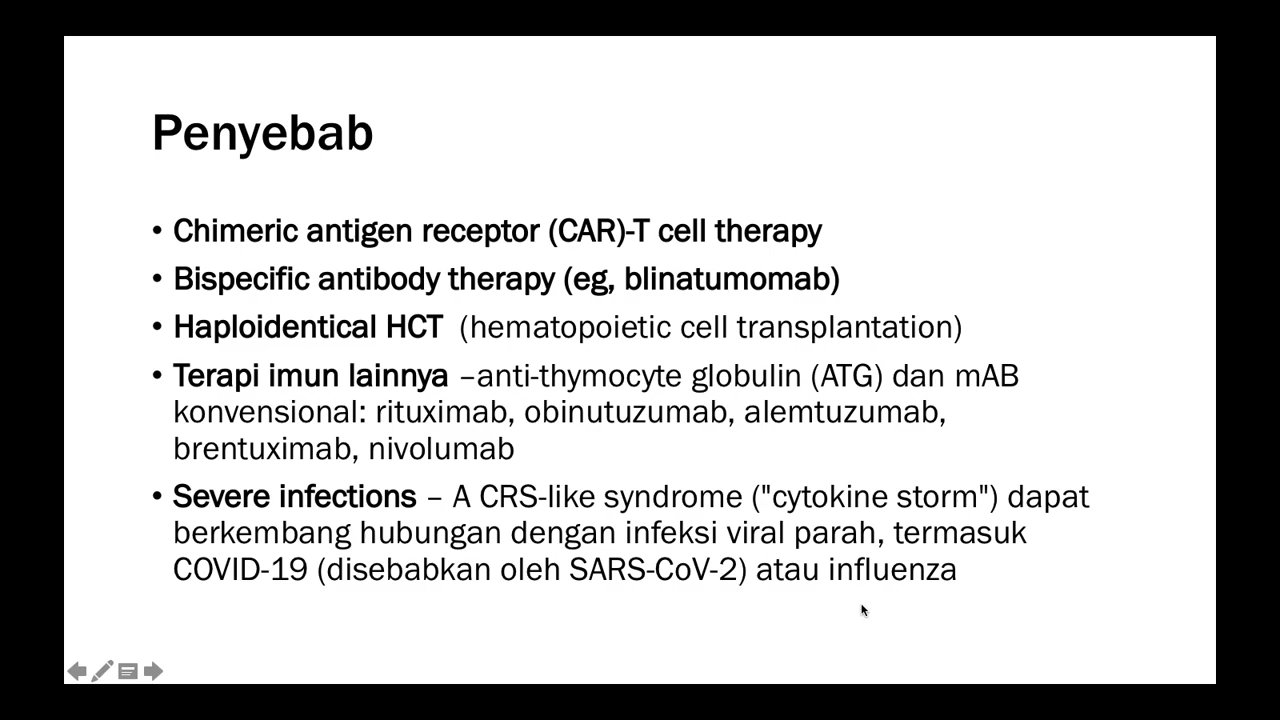 Penyebab
• Chimeric antigen receptor (CAR)-T cell therapy
• Bispecific antibody therapy (eg, blinatumomab)
• Haploidentical HCT (hematopoietic cell transplantation)
• Terapi imun lainnya –anti-thymocyte globulin (ATG) dan mAB
konvensional: rituximab, obinutuzumab, alemtuzumab,
brentuximab, nivolumab
• Severe infections – A CRS-like syndrome ("cytokine storm") dapat
berkembang hubungan dengan infeksi viral parah, termasuk
COVID-19 (disebabkan oleh SARS-CoV-2) atau influenza